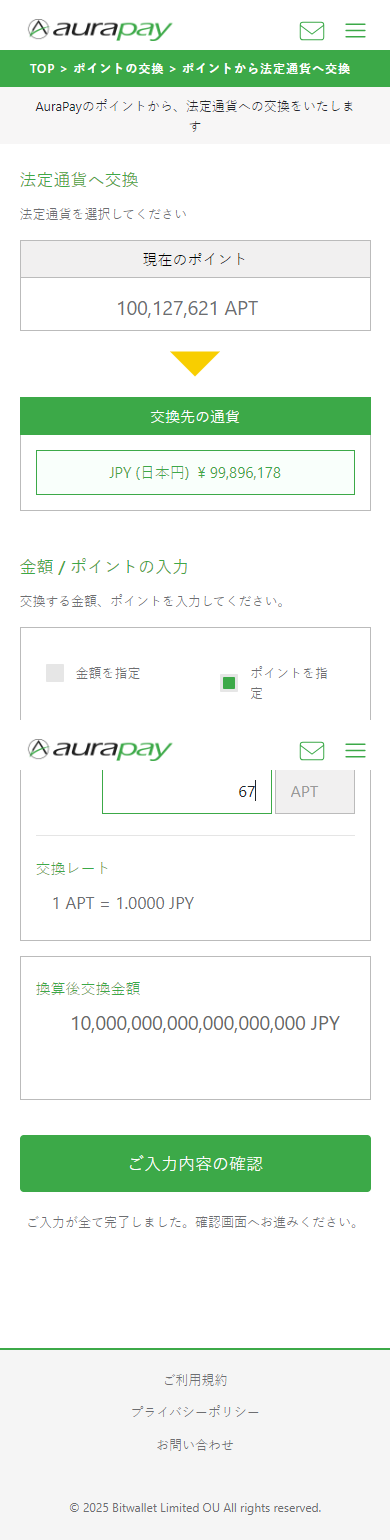 aurapay
TOP > ポイントの交換 > ポイントから法定通貨へ交換
AuraPayのポイントから、法定通貨への交換をいたしま
す
法定通貨へ交換
法定通貨を選択してください
現在のポイント
100,127,621 APT
交換先の通貨
JPY (日本円) ¥ 99,896,178
金額 / ポイントの入力
交換する金額、ポイントを入力してください。
金額を指定
ポイントを指
定
aurapay
67 APT
交換レート
1 APT = 1.0000 JPY
換算後交換金額
10,000,000,000,000,000,000 JPY
ご入力内容の確認
ご入力が全て完了しました。確認画面へお進みください。
ご利用規約
プライバシーポリシー
お問い合わせ
© 2025 Bitwallet Limited OU All rights reserved.